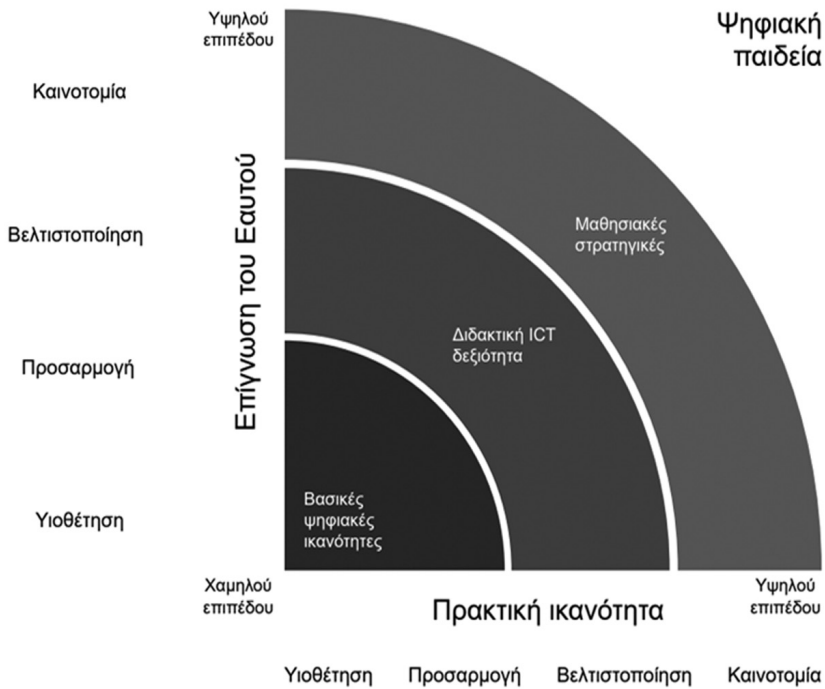 Υψηλού
επιπέδου
Ψηφιακή
παιδεία
Καινοτομία
Βελτιστοποίηση
Προσαρμογή
Υιοθέτηση
Επίγνωση του Εαυτού
Μαθησιακές
στρατηγικές
Διδακτική ICT
δεξιότητα
Βασικές
ψηφιακές
ικανότητες
Χαμηλού
επιπέδου
Πρακτική ικανότητα
Υψηλού
επιπέδου
Υιοθέτηση Προσαρμογή Βελτιστοποίηση Καινοτομία